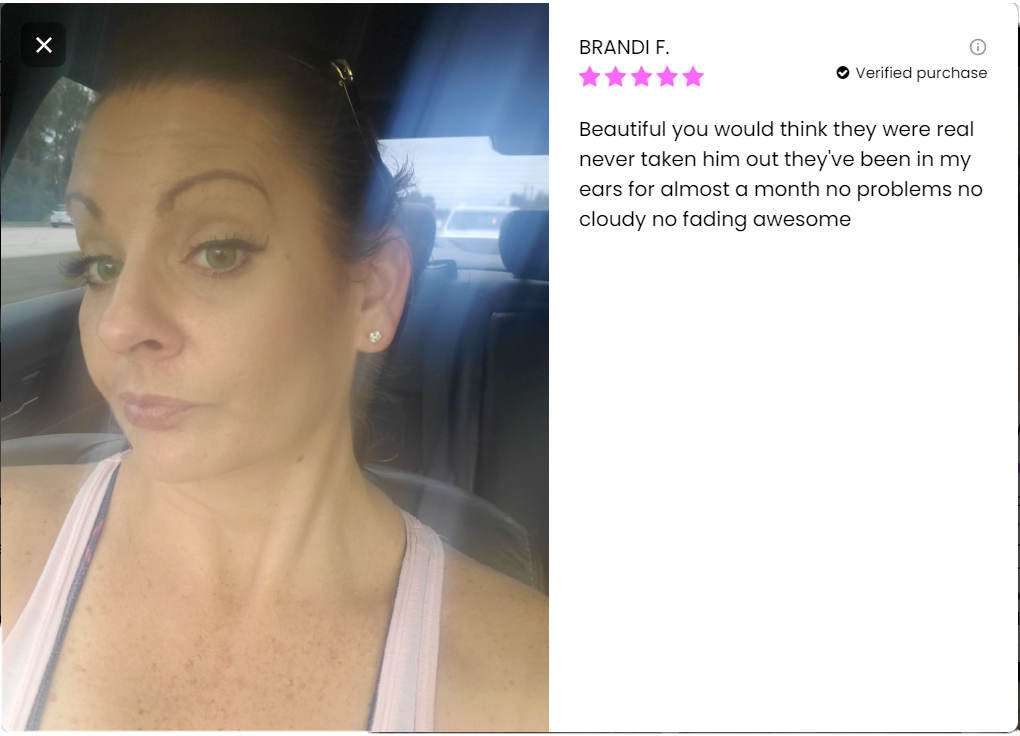 BRANDI F.
Verified purchase
Beautiful you would think they were real
never taken him out they've been in my
ears for almost a month no problems no
cloudy no fading awesome